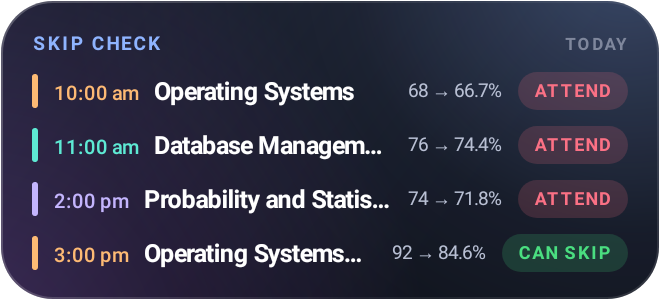 SKIP CHECK TODAY
10:00 am Operating Systems 68 → 66.7% ATTEND
11:00 am Database Managem... 76 → 74.4% ATTEND
2:00 pm Probability and Statis... 74 → 71.8% ATTEND
3:00 pm Operating Systems... 92 → 84.6% CAN SKIP